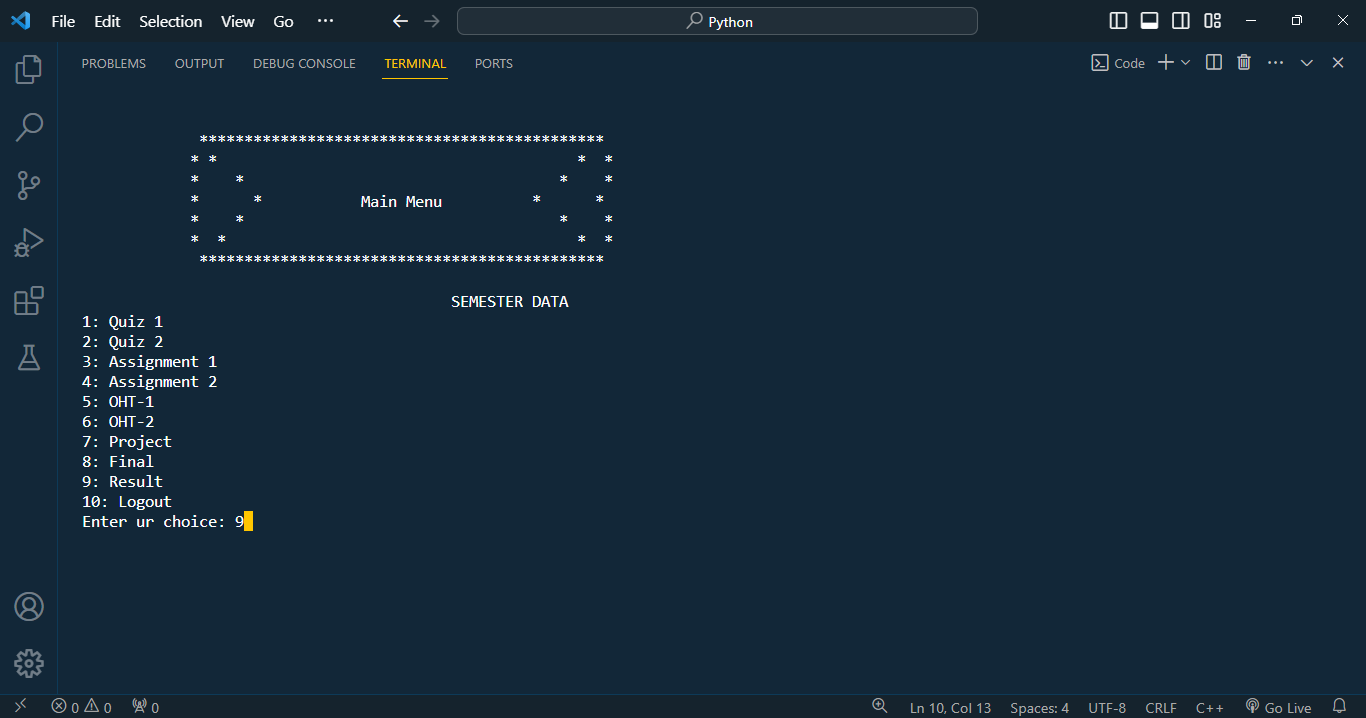 File Edit Selection View Go ··· Python
PROBLEMS OUTPUT DEBUG CONSOLE TERMINAL PORTS Code
*********************************************
* * * *
* * * *
* * Main Menu * *
* * * *
* * * *
*********************************************
SEMESTER DATA
1: Quiz 1
2: Quiz 2
3: Assignment 1
4: Assignment 2
5: OHT-1
6: OHT-2
7: Project
8: Final
9: Result
10: Logout
Enter ur choice: 9
0 0 0 Ln 10, Col 13 Spaces: 4 UTF-8 CRLF C++ Go Live